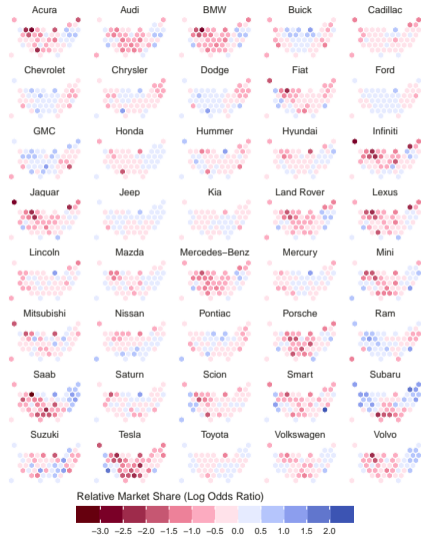 Acura Audi BMW Buick Cadillac
Chevrolet Chrysler Dodge Fiat Ford
GMC Honda Hummer Hyundai Infiniti
Jaguar Jeep Kia Land Rover Lexus
Lincoln Mazda Mercedes−Benz Mercury Mini
Mitsubishi Nissan Pontiac Porsche Ram
Saab Saturn Scion Smart Subaru
Suzuki Tesla Toyota Volkswagen Volvo
Relative Market Share (Log Odds Ratio)
−3.0 −2.5 −2.0 −1.5 −1.0 −0.5 0.0 0.5 1.0 1.5 2.0